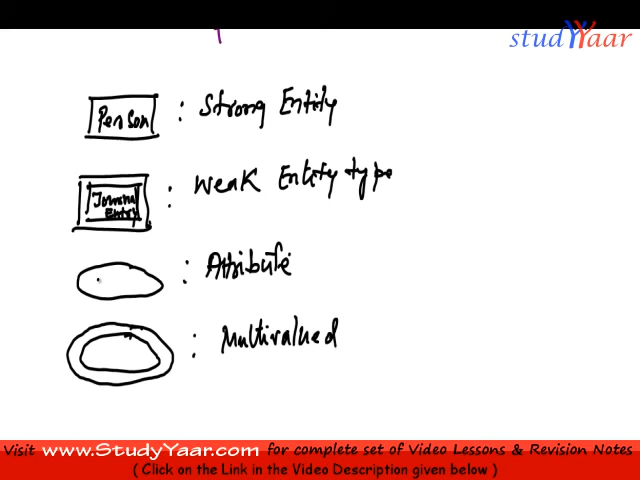 studYYaar
Person : Strong Entity
Journal Entry : Weak Entity type
: Attribute
: Multivalued
Visit www.StudyYaar.com for complete set of Video Lessons & Revision Notes
( Click on the Link in the Video Description given below )